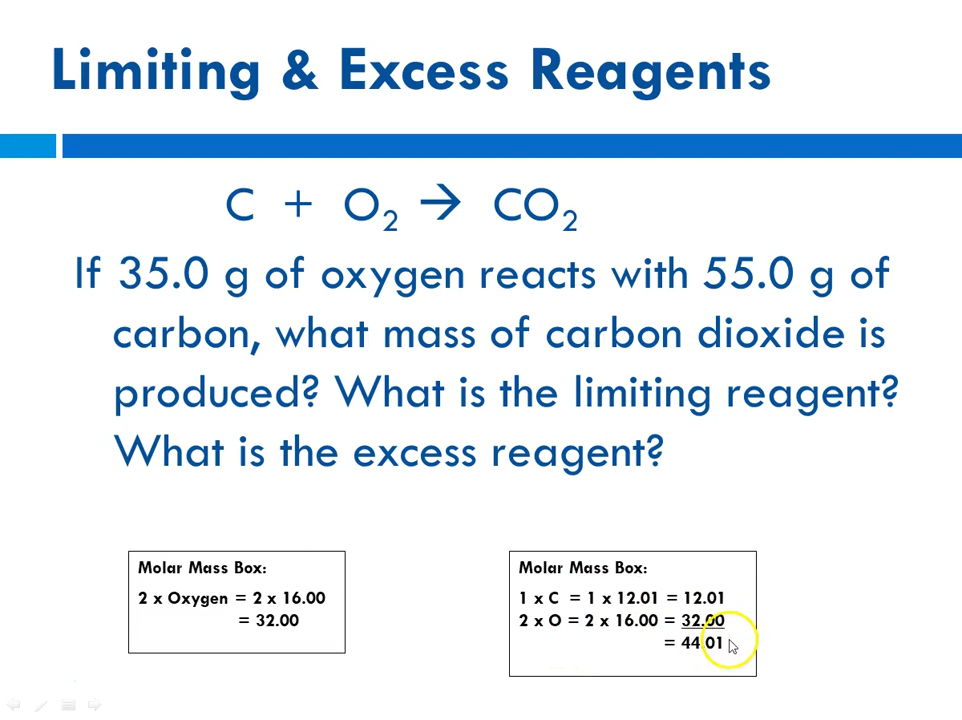 Limiting & Excess Reagents
C + O₂ → CO₂
If 35.0 g of oxygen reacts with 55.0 g of
carbon, what mass of carbon dioxide is
produced? What is the limiting reagent?
What is the excess reagent?
Molar Mass Box:
2 x Oxygen = 2 x 16.00
= 32.00
Molar Mass Box:
1 x C = 1 x 12.01 = 12.01
2 x O = 2 x 16.00 = 32.00
= 44.01